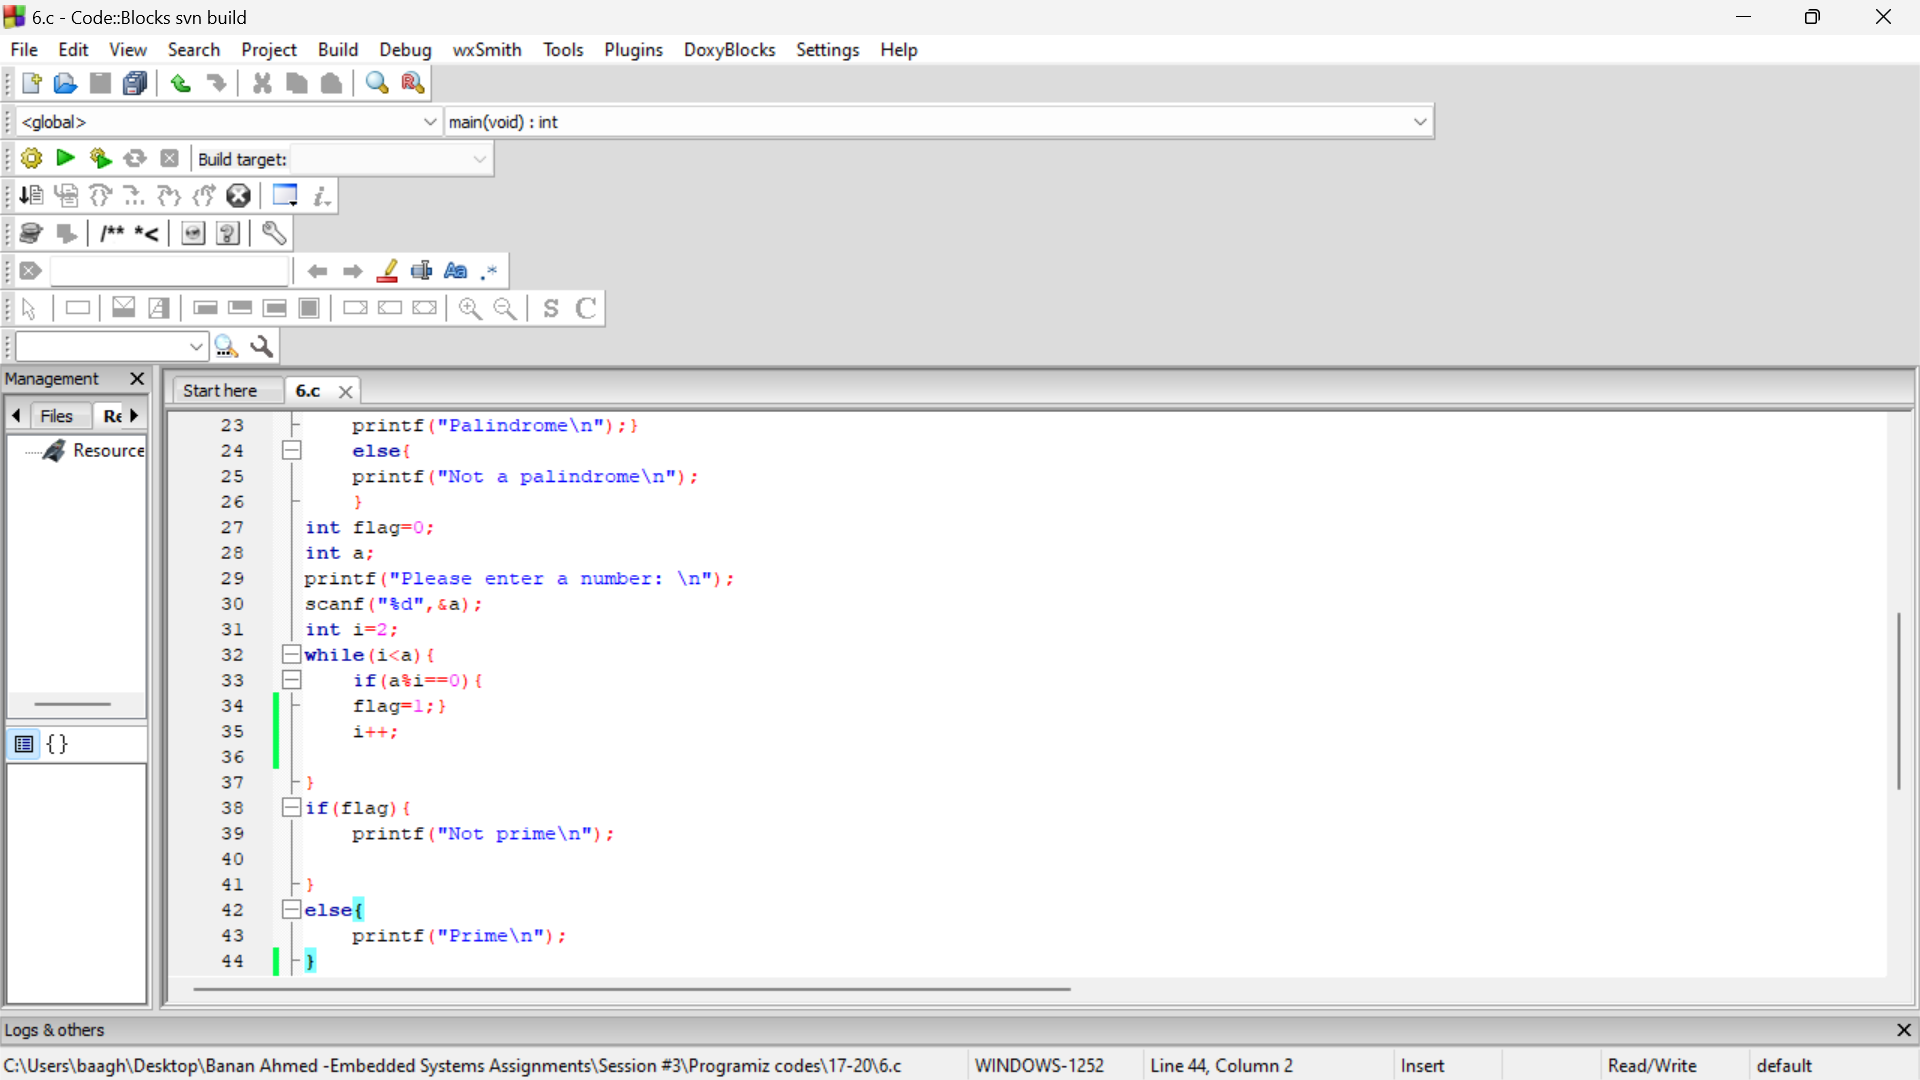 6.c - Code::Blocks svn build
File Edit View Search Project Build Debug wxSmith Tools Plugins DoxyBlocks Settings Help
<global> main(void) : int
Build target:
/** *<
Aa .*
S C
Management
Start here 6.c
Files Re
Resource
{}
23 printf("Palindrome\n");}
24 else{
25 printf("Not a palindrome\n");
26 }
27 int flag=0;
28 int a;
29 printf("Please enter a number: \n");
30 scanf("%d",&a);
31 int i=2;
32 while(i<a){
33 if(a%i==0){
34 flag=1;}
35 i++;
36
37 }
38 if(flag){
39 printf("Not prime\n");
40
41 }
42 else{
43 printf("Prime\n");
44 }
Logs & others
C:\Users\baagh\Desktop\Banan Ahmed -Embedded Systems Assignments\Session #3\Programiz codes\17-20\6.c WINDOWS-1252 Line 44, Column 2 Insert Read/Write default